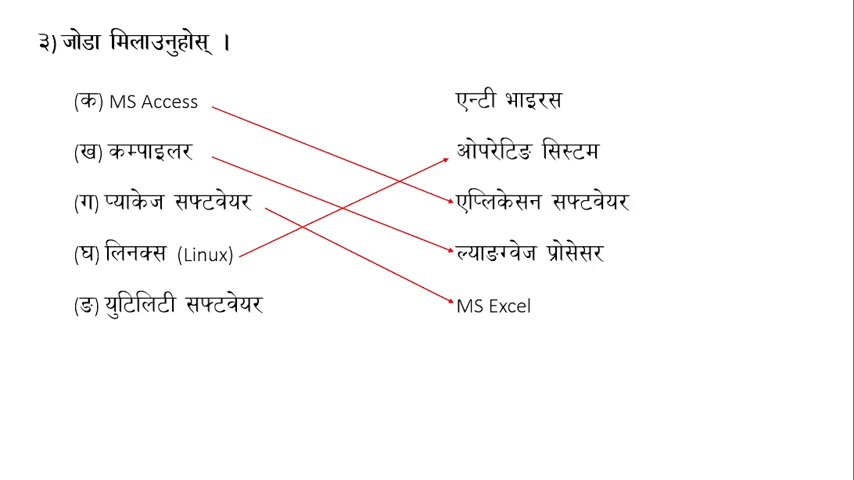 ३) जोडा मिलाउनुहोस् ।
(क) MS Access एन्टी भाइरस
(ख) कम्पाइलर ओपरेटिङ सिस्टम
(ग) प्याकेज सफ्टवेयर एप्लिकेसन सफ्टवेयर
(घ) लिनक्स (Linux) ल्याङग्वेज प्रोसेसर
(ङ) युटिलिटी सफ्टवेयर MS Excel